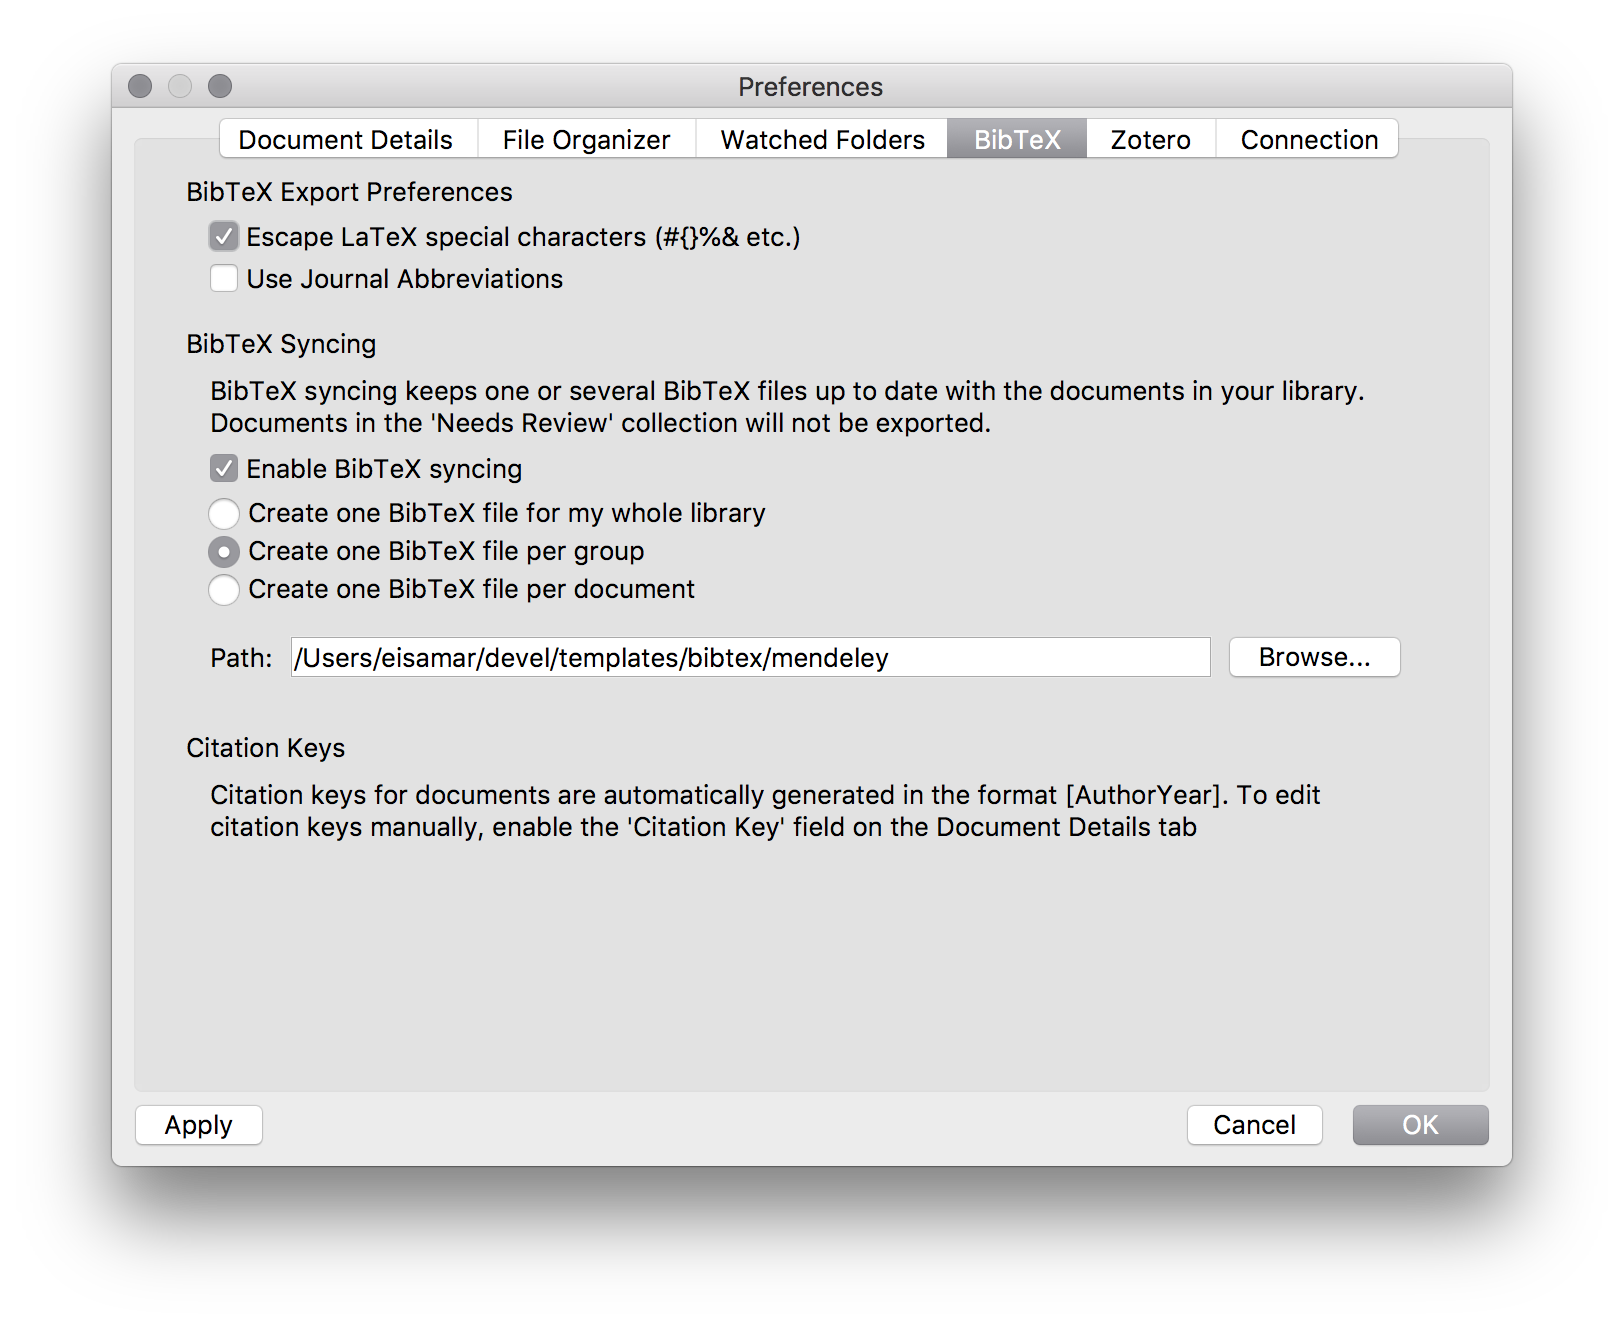 Preferences
Document Details File Organizer Watched Folders BibTeX Zotero Connection
BibTeX Export Preferences
Escape LaTeX special characters (#{}%& etc.)
Use Journal Abbreviations
BibTeX Syncing
BibTeX syncing keeps one or several BibTeX files up to date with the documents in your library.
Documents in the 'Needs Review' collection will not be exported.
Enable BibTeX syncing
Create one BibTeX file for my whole library
Create one BibTeX file per group
Create one BibTeX file per document
Path: /Users/eisamar/devel/templates/bibtex/mendeley Browse...
Citation Keys
Citation keys for documents are automatically generated in the format [AuthorYear]. To edit
citation keys manually, enable the 'Citation Key' field on the Document Details tab
Apply Cancel OK